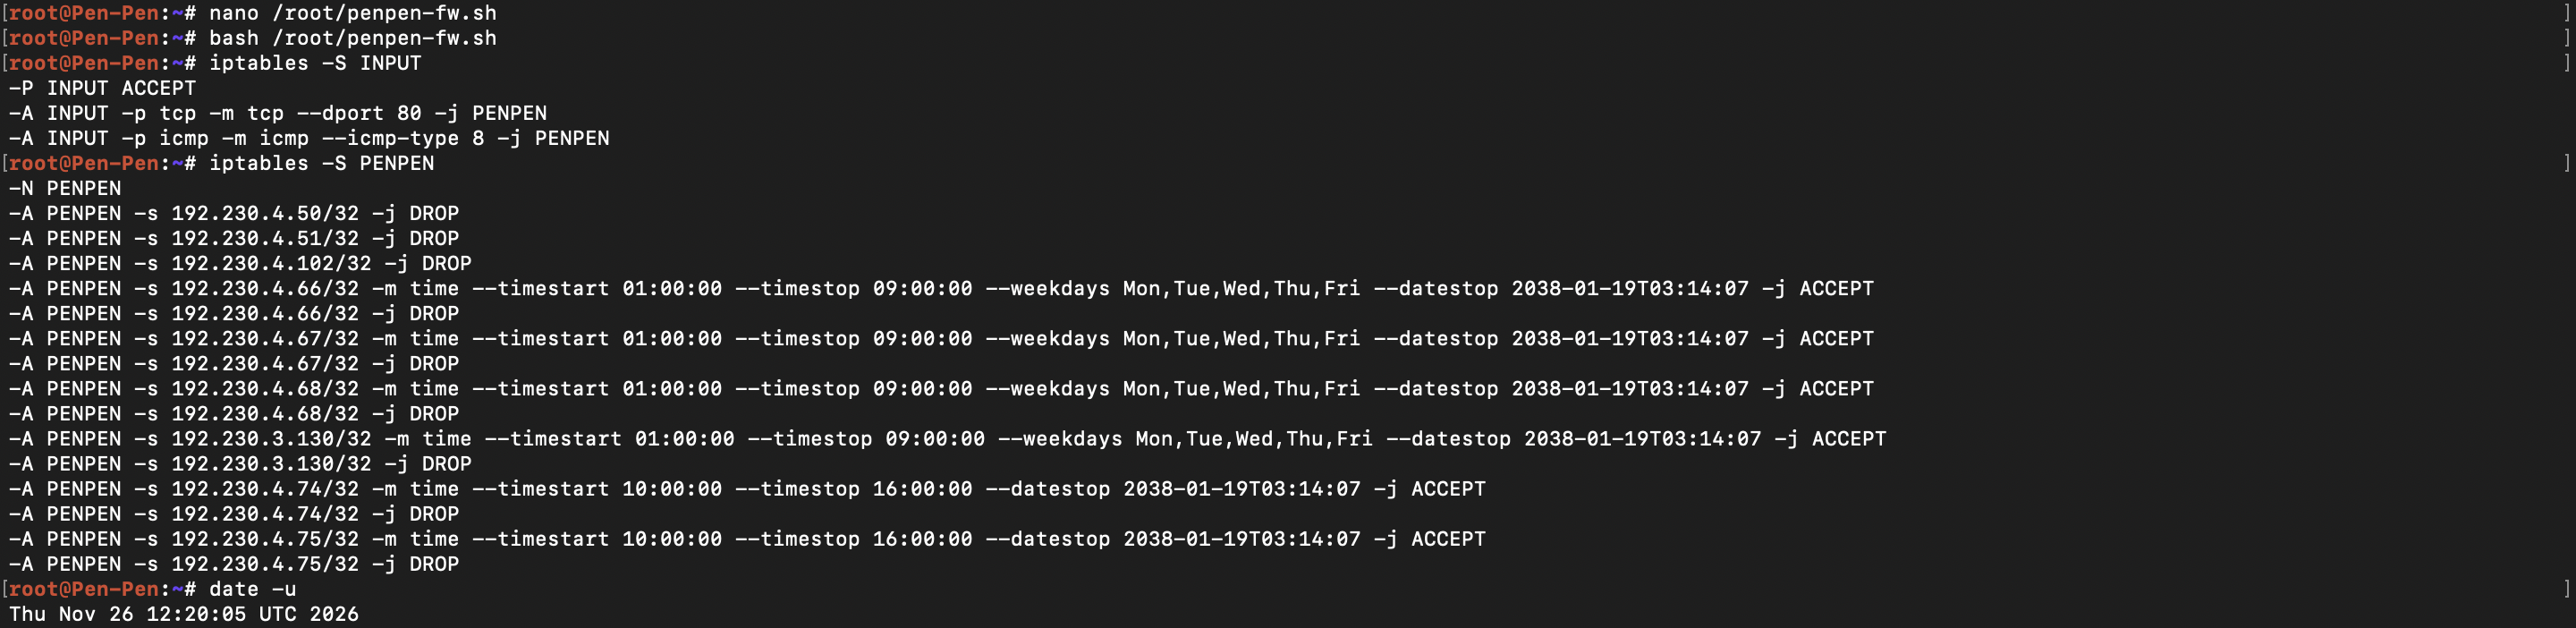 [root@Pen-Pen:~# nano /root/penpen-fw.sh ]
[root@Pen-Pen:~# bash /root/penpen-fw.sh ]
[root@Pen-Pen:~# iptables -S INPUT ]
-P INPUT ACCEPT
-A INPUT -p tcp -m tcp --dport 80 -j PENPEN
-A INPUT -p icmp -m icmp --icmp-type 8 -j PENPEN
[root@Pen-Pen:~# iptables -S PENPEN ]
-N PENPEN
-A PENPEN -s 192.230.4.50/32 -j DROP
-A PENPEN -s 192.230.4.51/32 -j DROP
-A PENPEN -s 192.230.4.102/32 -j DROP
-A PENPEN -s 192.230.4.66/32 -m time --timestart 01:00:00 --timestop 09:00:00 --weekdays Mon,Tue,Wed,Thu,Fri --datestop 2038-01-19T03:14:07 -j ACCEPT
-A PENPEN -s 192.230.4.66/32 -j DROP
-A PENPEN -s 192.230.4.67/32 -m time --timestart 01:00:00 --timestop 09:00:00 --weekdays Mon,Tue,Wed,Thu,Fri --datestop 2038-01-19T03:14:07 -j ACCEPT
-A PENPEN -s 192.230.4.67/32 -j DROP
-A PENPEN -s 192.230.4.68/32 -m time --timestart 01:00:00 --timestop 09:00:00 --weekdays Mon,Tue,Wed,Thu,Fri --datestop 2038-01-19T03:14:07 -j ACCEPT
-A PENPEN -s 192.230.4.68/32 -j DROP
-A PENPEN -s 192.230.3.130/32 -m time --timestart 01:00:00 --timestop 09:00:00 --weekdays Mon,Tue,Wed,Thu,Fri --datestop 2038-01-19T03:14:07 -j ACCEPT
-A PENPEN -s 192.230.3.130/32 -j DROP
-A PENPEN -s 192.230.4.74/32 -m time --timestart 10:00:00 --timestop 16:00:00 --datestop 2038-01-19T03:14:07 -j ACCEPT
-A PENPEN -s 192.230.4.74/32 -j DROP
-A PENPEN -s 192.230.4.75/32 -m time --timestart 10:00:00 --timestop 16:00:00 --datestop 2038-01-19T03:14:07 -j ACCEPT
-A PENPEN -s 192.230.4.75/32 -j DROP
[root@Pen-Pen:~# date -u ]
Thu Nov 26 12:20:05 UTC 2026